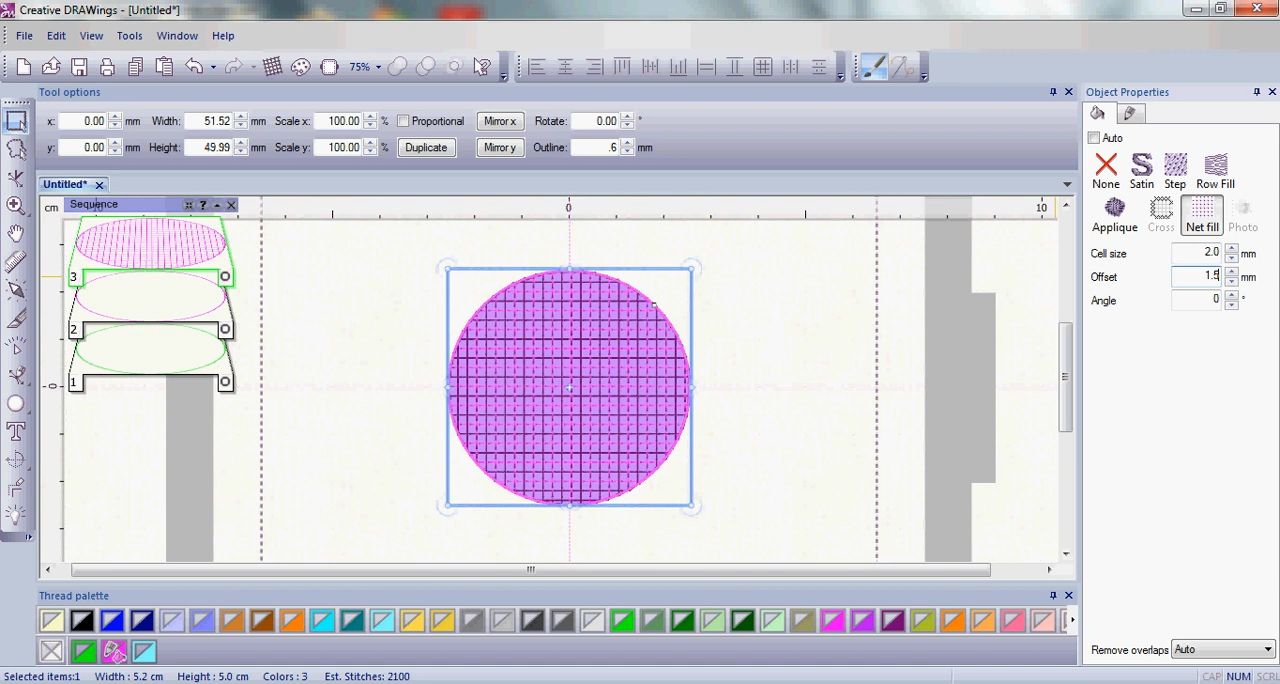 Creative DRAWings - [Untitled*]
File Edit View Tools Window Help
75%
Tool options
x: 0.00 mm Width: 51.52 mm Scale x: 100.00 % Proportional Mirror x Rotate: 0.00 °
y: 0.00 mm Height: 49.99 mm Scale y: 100.00 % Duplicate Mirror y Outline: .6 mm
Untitled*
cm 0 10
Sequence
3
2
1
0
Object Properties
Auto
None Satin Step Row Fill
Applique Cross Net fill Photo
Cell size 2.0 mm
Offset 1.5 mm
Angle 0 °
Remove overlaps Auto
Thread palette
Selected items:1 Width : 5.2 cm Height : 5.0 cm Colors : 3 Est. Stitches: 2100
CAP NUM SCRL